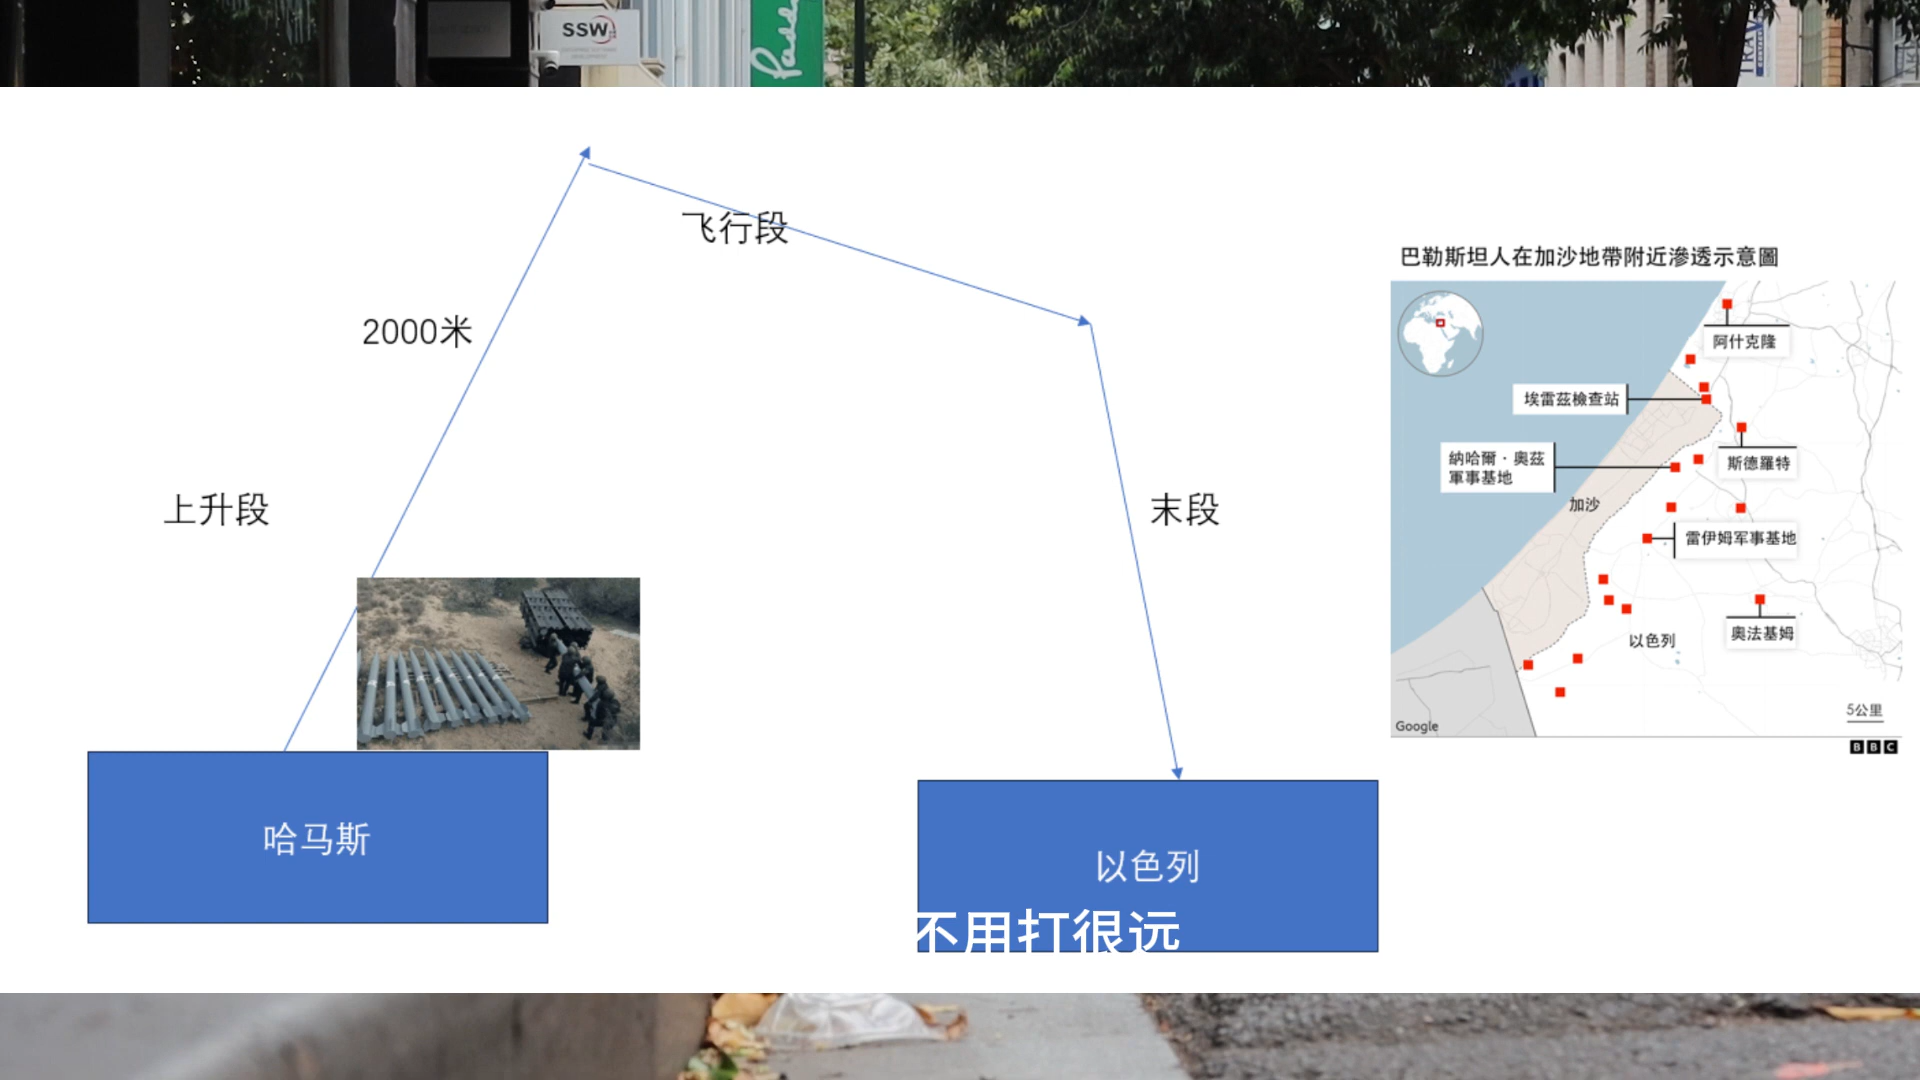 SSW
Padd
TRAV
飞行段
2000米
上升段
末段
哈马斯
以色列
不用打很远
巴勒斯坦人在加沙地帶附近滲透示意圖
阿什克隆
埃雷茲檢查站
納哈爾·奧茲
軍事基地
斯德羅特
加沙
雷伊姆军事基地
奧法基姆
以色列
5公里
Google
BBC